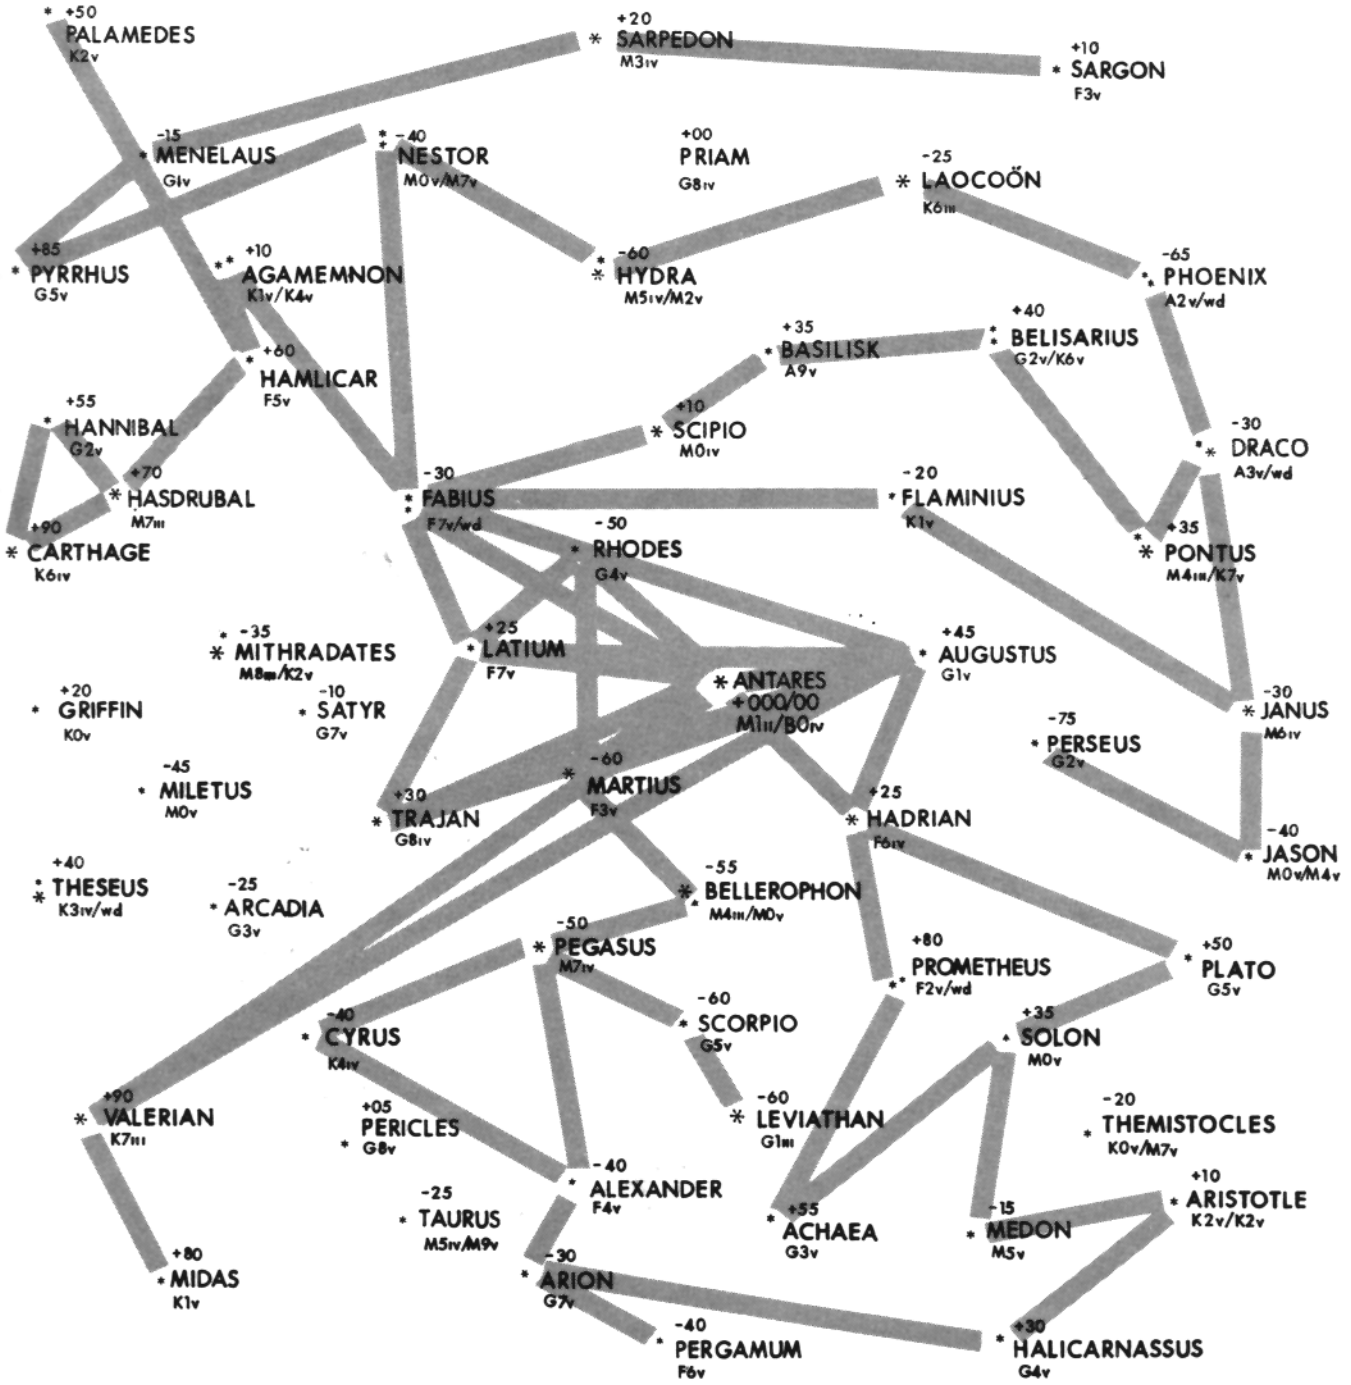 +50
PALAMEDES
K2v
+20
SARPEDON
M3IV
+10
SARGON
F3v
-15
MENELAUS
G1v
-40
NESTOR
M0v/M7v
+00
PRIAM
G8IV
-25
LAOCOÖN
K6III
+85
PYRRHUS
G5v
+10
AGAMEMNON
K1v/K4v
-60
HYDRA
M5IV/M2v
-65
PHOENIX
A2v/wd
+60
HAMLICAR
F5v
+35
BASILISK
A9v
+40
BELISARIUS
G2v/K6v
+55
HANNIBAL
G2v
+10
SCIPIO
M0IV
-30
DRACO
A3v/wd
+70
HASDRUBAL
M7III
-30
FABIUS
F7v/wd
-20
FLAMINIUS
K1v
+90
CARTHAGE
K6IV
-50
RHODES
G4v
+35
PONTUS
M4III/K7v
-35
MITHRADATES
M8III/K2v
+25
LATIUM
F7v
+45
AUGUSTUS
G1v
+20
GRIFFIN
K0v
-10
SATYR
G7v
ANTARES
+000/00
M1II/B0IV
-30
JANUS
M6IV
-75
PERSEUS
G2v
-45
MILETUS
M0v
-60
MARTIUS
F3v
+30
TRAJAN
G8IV
+25
HADRIAN
F6IV
-40
JASON
M0v/M4v
+40
THESEUS
K3IV/wd
-25
ARCADIA
G3v
-55
BELLEROPHON
M4III/M0v
-50
PEGASUS
M7IV
+80
PROMETHEUS
F2v/wd
+50
PLATO
G5v
-40
CYRUS
K4IV
-60
SCORPIO
G5v
+35
SOLON
M0v
+90
VALERIAN
K7III
+05
PERICLES
G8v
-60
LEVIATHAN
G1III
-20
THEMISTOCLES
K0v/M7v
-40
ALEXANDER
F4v
-25
TAURUS
M5IV/M9v
+55
ACHAEA
G3v
-15
MEDON
M5v
+10
ARISTOTLE
K2v/K2v
+80
MIDAS
K1v
-30
ARION
G7v
-40
PERGAMUM
F6v
+30
HALICARNASSUS
G4v